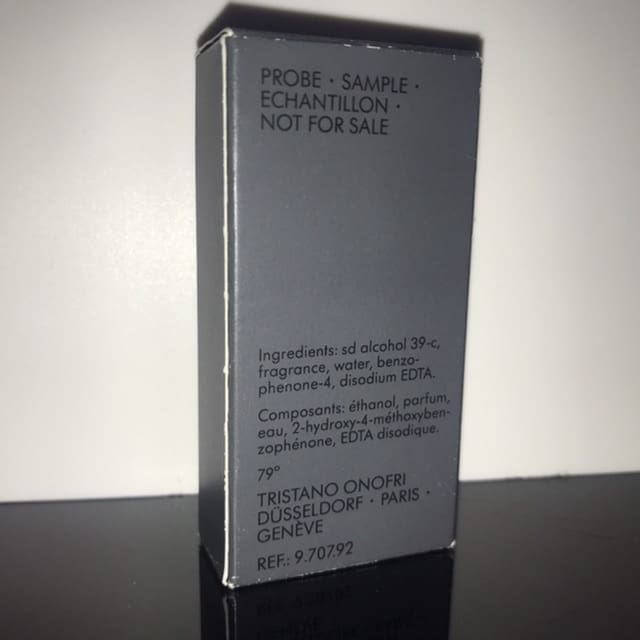 PROBE · SAMPLE ·
ECHANTILLON ·
NOT FOR SALE
Ingredients: sd alcohol 39-c,
fragrance, water, benzo-
phenone-4, disodium EDTA.
Composants: éthanol, parfum,
eau, 2-hydroxy-4-méthoxyben-
zophénone, EDTA disodique.
79°
TRISTANO ONOFRI
DÜSSELDORF · PARIS ·
GENÈVE
REF.: 9.707.92